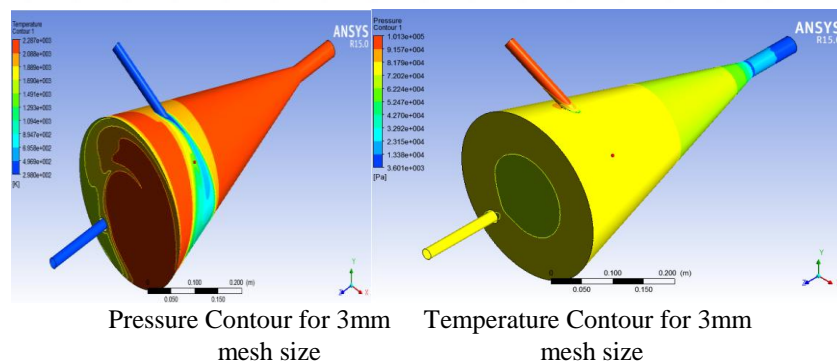 Temperature
Contour 1
2.287e+003
2.088e+003
1.889e+003
1.690e+003
1.491e+003
1.293e+003
1.094e+003
8.947e+002
6.958e+002
4.969e+002
2.980e+002
[K]
ANSYS
R15.0
0
0.100
0.200 (m)
0.050
0.150
Y
Z
X
Pressure
Contour 1
1.013e+005
9.157e+004
8.179e+004
7.202e+004
6.224e+004
5.247e+004
4.270e+004
3.292e+004
2.315e+004
1.338e+004
3.601e+003
[Pa]
ANSYS
R15.0
0
0.100
0.200 (m)
0.050
0.150
Y
Z
X
Pressure Contour for 3mm
mesh size
Temperature Contour for 3mm
mesh size